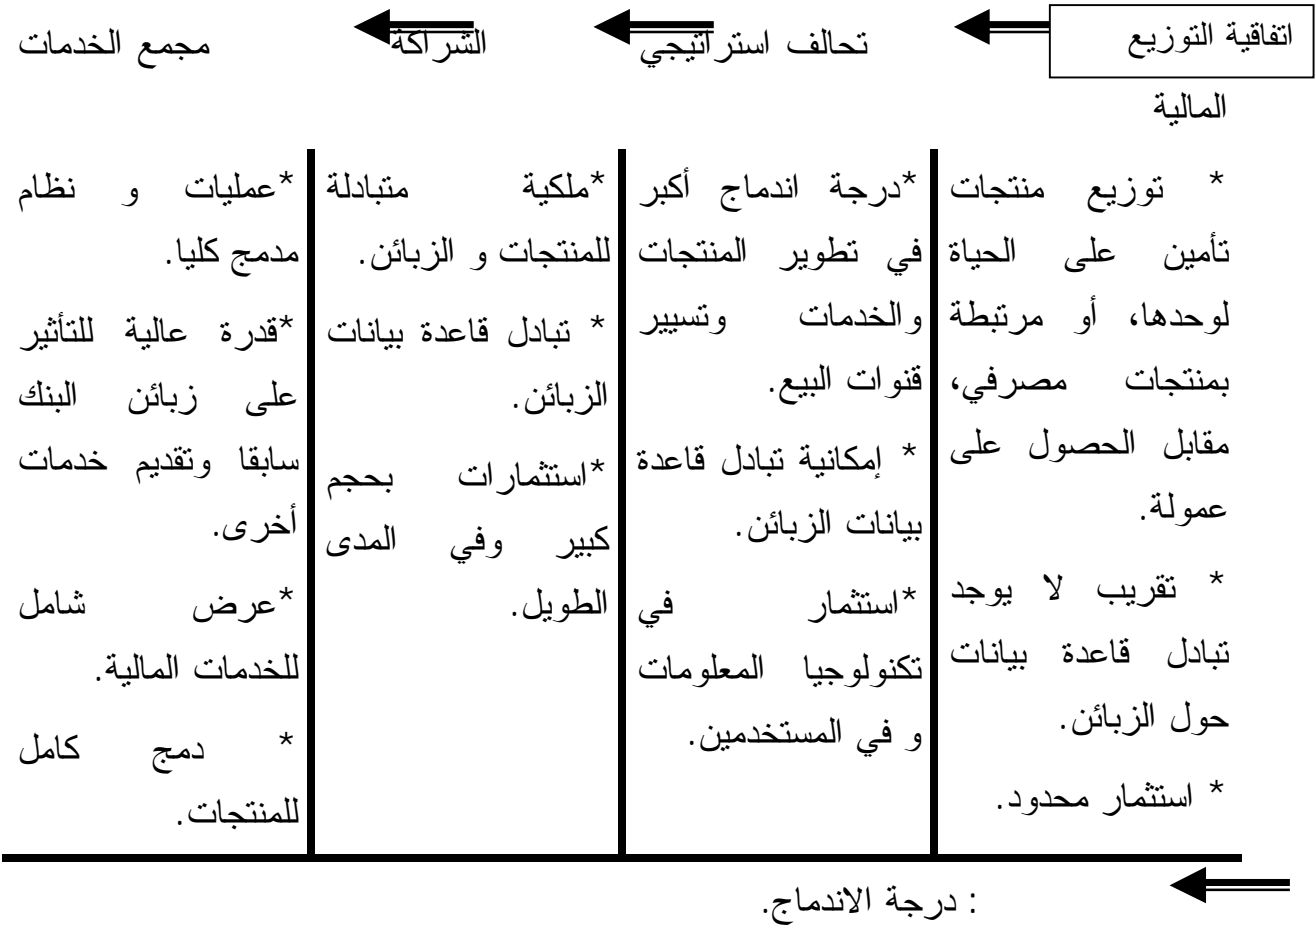 اتفاقية التوزيع
تحالف استراتيجي
الشراكة
مجمع الخدمات
المالية
* توزيع منتجات
تأمين على الحياة
لوحدها، أو مرتبطة
بمنتجات مصرفي،
مقابل الحصول على
عمولة.
* تقريب لا يوجد
تبادل قاعدة بيانات
حول الزبائن.
* استثمار محدود.
*درجة اندماج أكبر
في تطوير المنتجات
والخدمات وتسيير
قنوات البيع.
* إمكانية تبادل قاعدة
بيانات الزبائن.
*استثمار في
تكنولوجيا المعلومات
و في المستخدمين.
*ملكية متبادلة
للمنتجات و الزبائن.
* تبادل قاعدة بيانات
الزبائن.
*استثمارات بحجم
كبير وفي المدى
الطويل.
*عمليات و نظام
مدمج كليا.
*قدرة عالية للتأثير
على زبائن البنك
سابقا وتقديم خدمات
أخرى.
*عرض شامل
للخدمات المالية.
* دمج كامل
للمنتجات.
: درجة الاندماج.